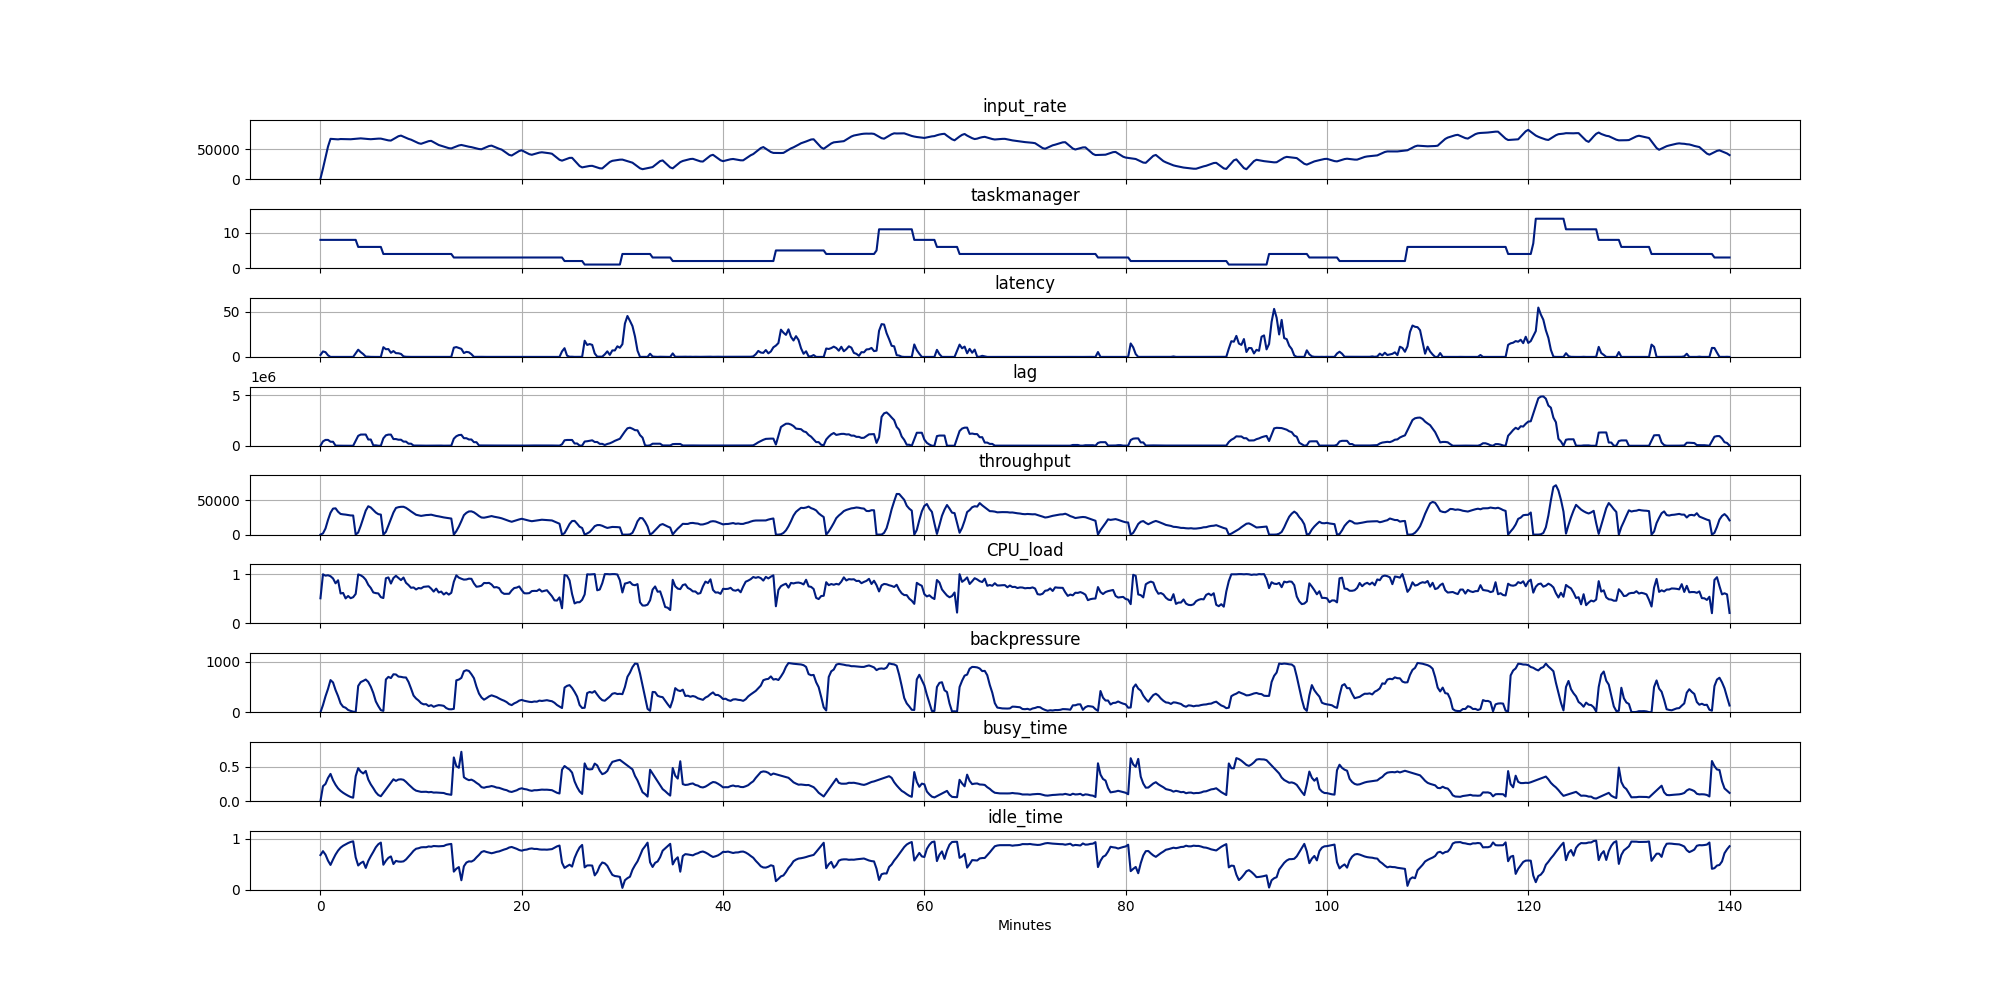 input_rate
50000
0
taskmanager
10
0
latency
50
0
1e6
lag
5
0
throughput
50000
0
CPU_load
1
0
backpressure
1000
0
busy_time
0.5
0.0
idle_time
1
0
0 20 40 60 80 100 120 140
Minutes